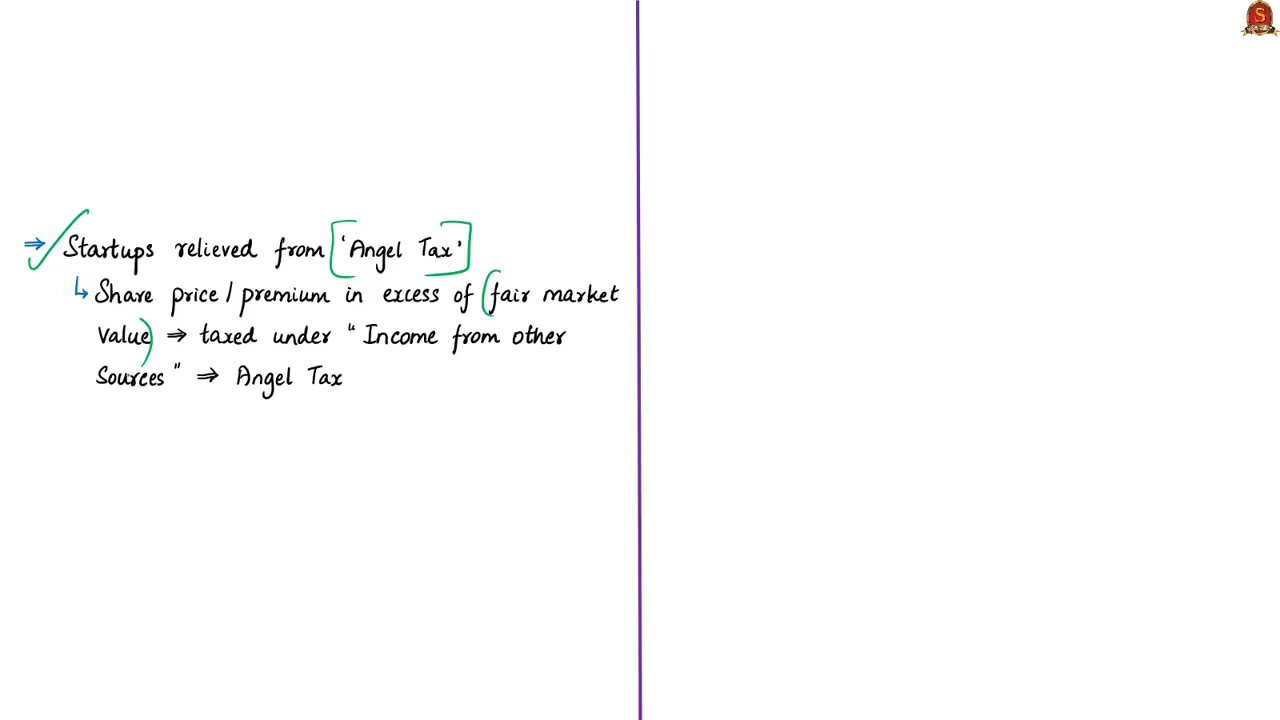 ⇒ Startups relieved from 'Angel Tax'
↳ Share price / premium in excess of fair market
Value ⇒ taxed under "Income from other
Sources" ⇒ Angel Tax
S